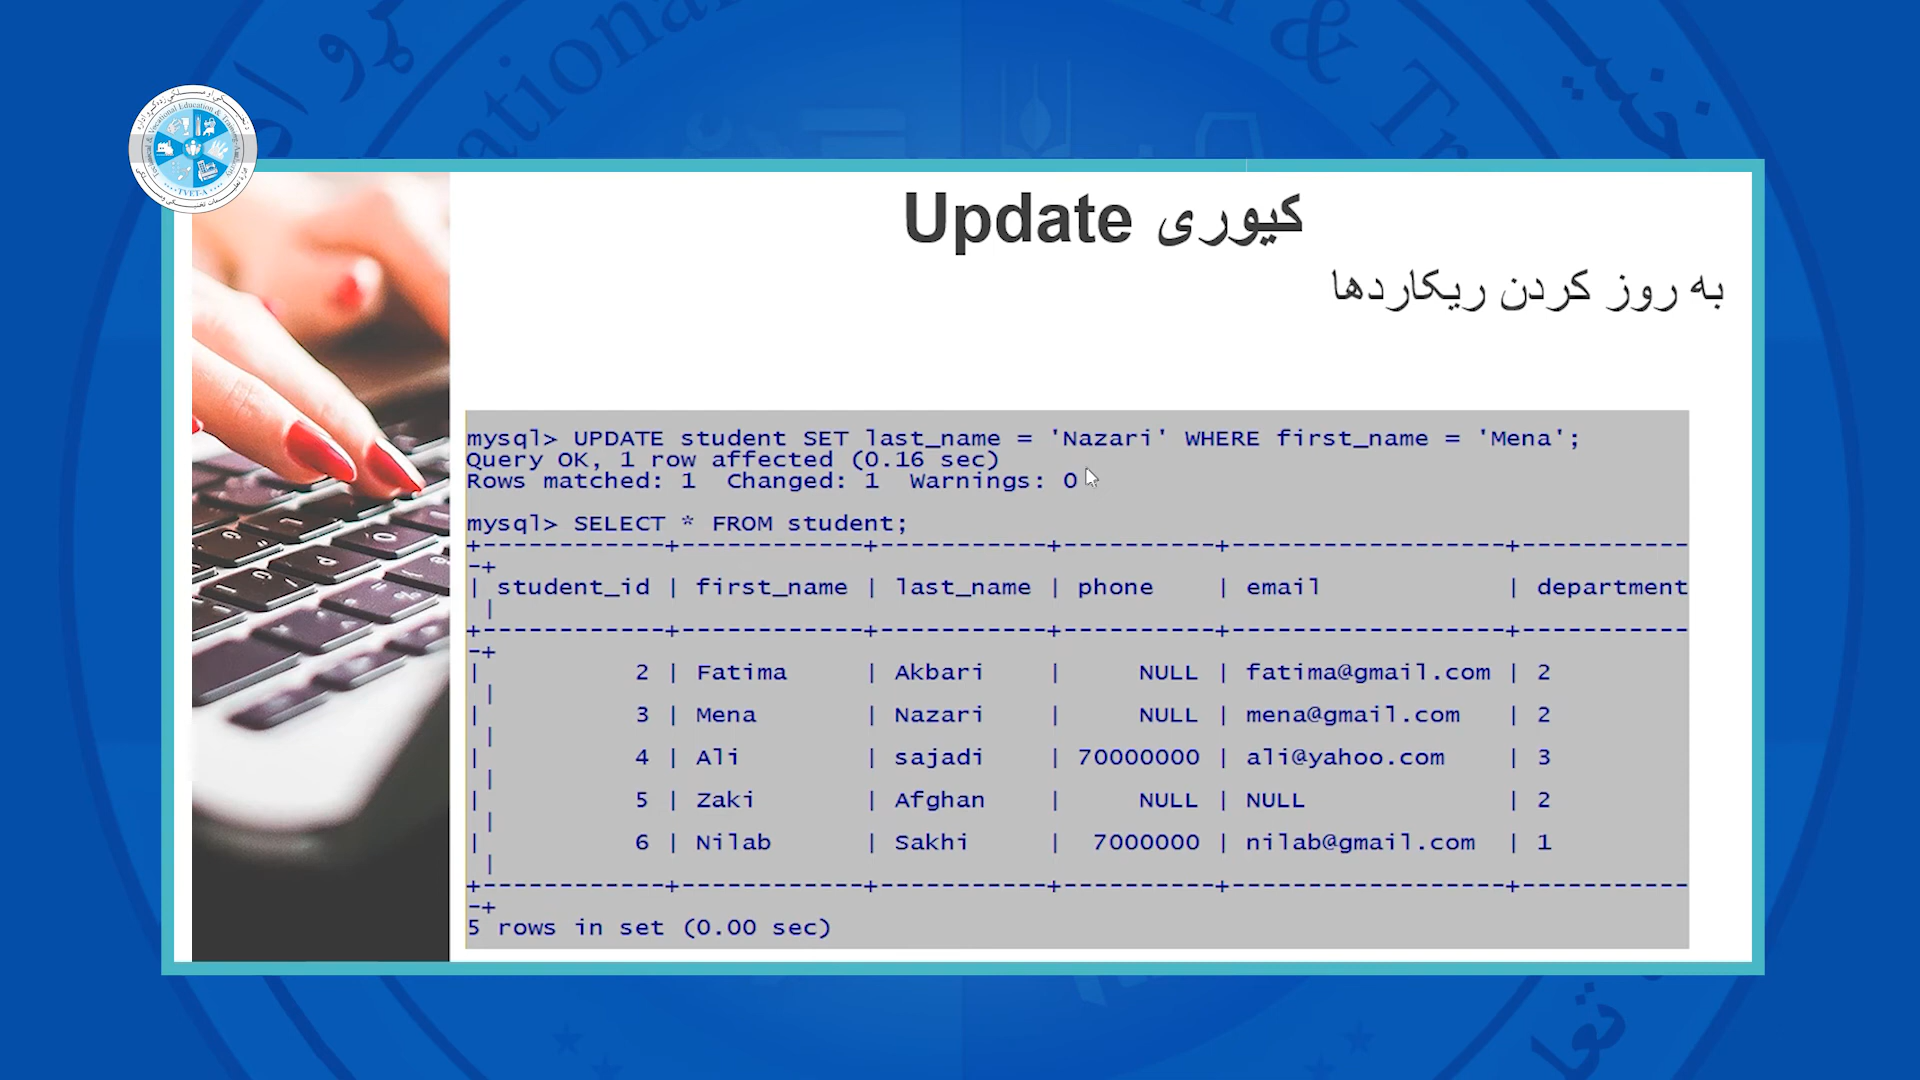 کیوری Update
به روز کردن ریکاردها
mysql> UPDATE student SET last_name = 'Nazari' WHERE first_name = 'Mena';
Query OK, 1 row affected (0.16 sec)
Rows matched: 1  Changed: 1  Warnings: 0
mysql> SELECT * FROM student;
+------------+------------+-----------+----------+------------------+-----------
-+
| student_id | first_name | last_name | phone    | email            | department
 |
+------------+------------+-----------+----------+------------------+-----------
-+
|          2 | Fatima     | Akbari    |     NULL | fatima@gmail.com | 2
 |
|          3 | Mena       | Nazari    |     NULL | mena@gmail.com   | 2
 |
|          4 | Ali        | sajadi    | 70000000 | ali@yahoo.com    | 3
 |
|          5 | Zaki       | Afghan    |     NULL | NULL             | 2
 |
|          6 | Nilab      | Sakhi     |  7000000 | nilab@gmail.com  | 1
 |
+------------+------------+-----------+----------+------------------+-----------
-+
5 rows in set (0.00 sec)
TVET-A